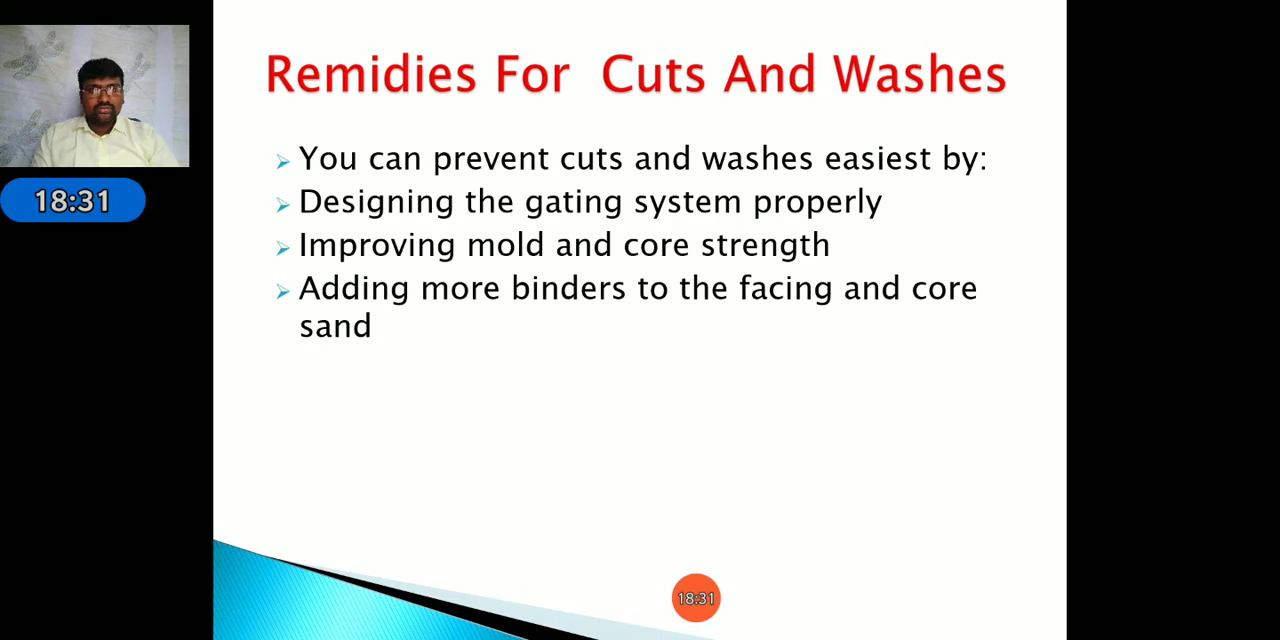 Remidies For Cuts And Washes
18:31
You can prevent cuts and washes easiest by:
Designing the gating system properly
Improving mold and core strength
Adding more binders to the facing and core
sand
18:31